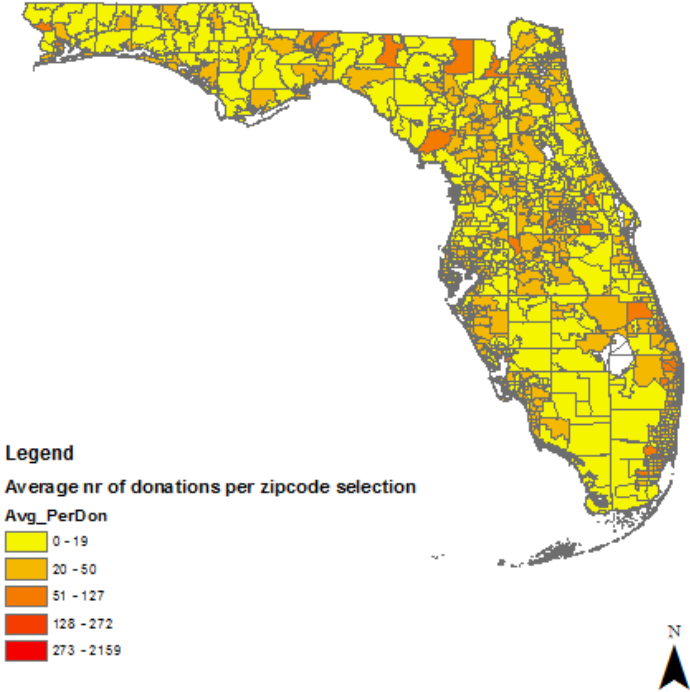 Legend
Average nr of donations per zipcode selection
Avg_PerDon
0 - 19
20 - 50
51 - 127
128 - 272
273 - 2159
N